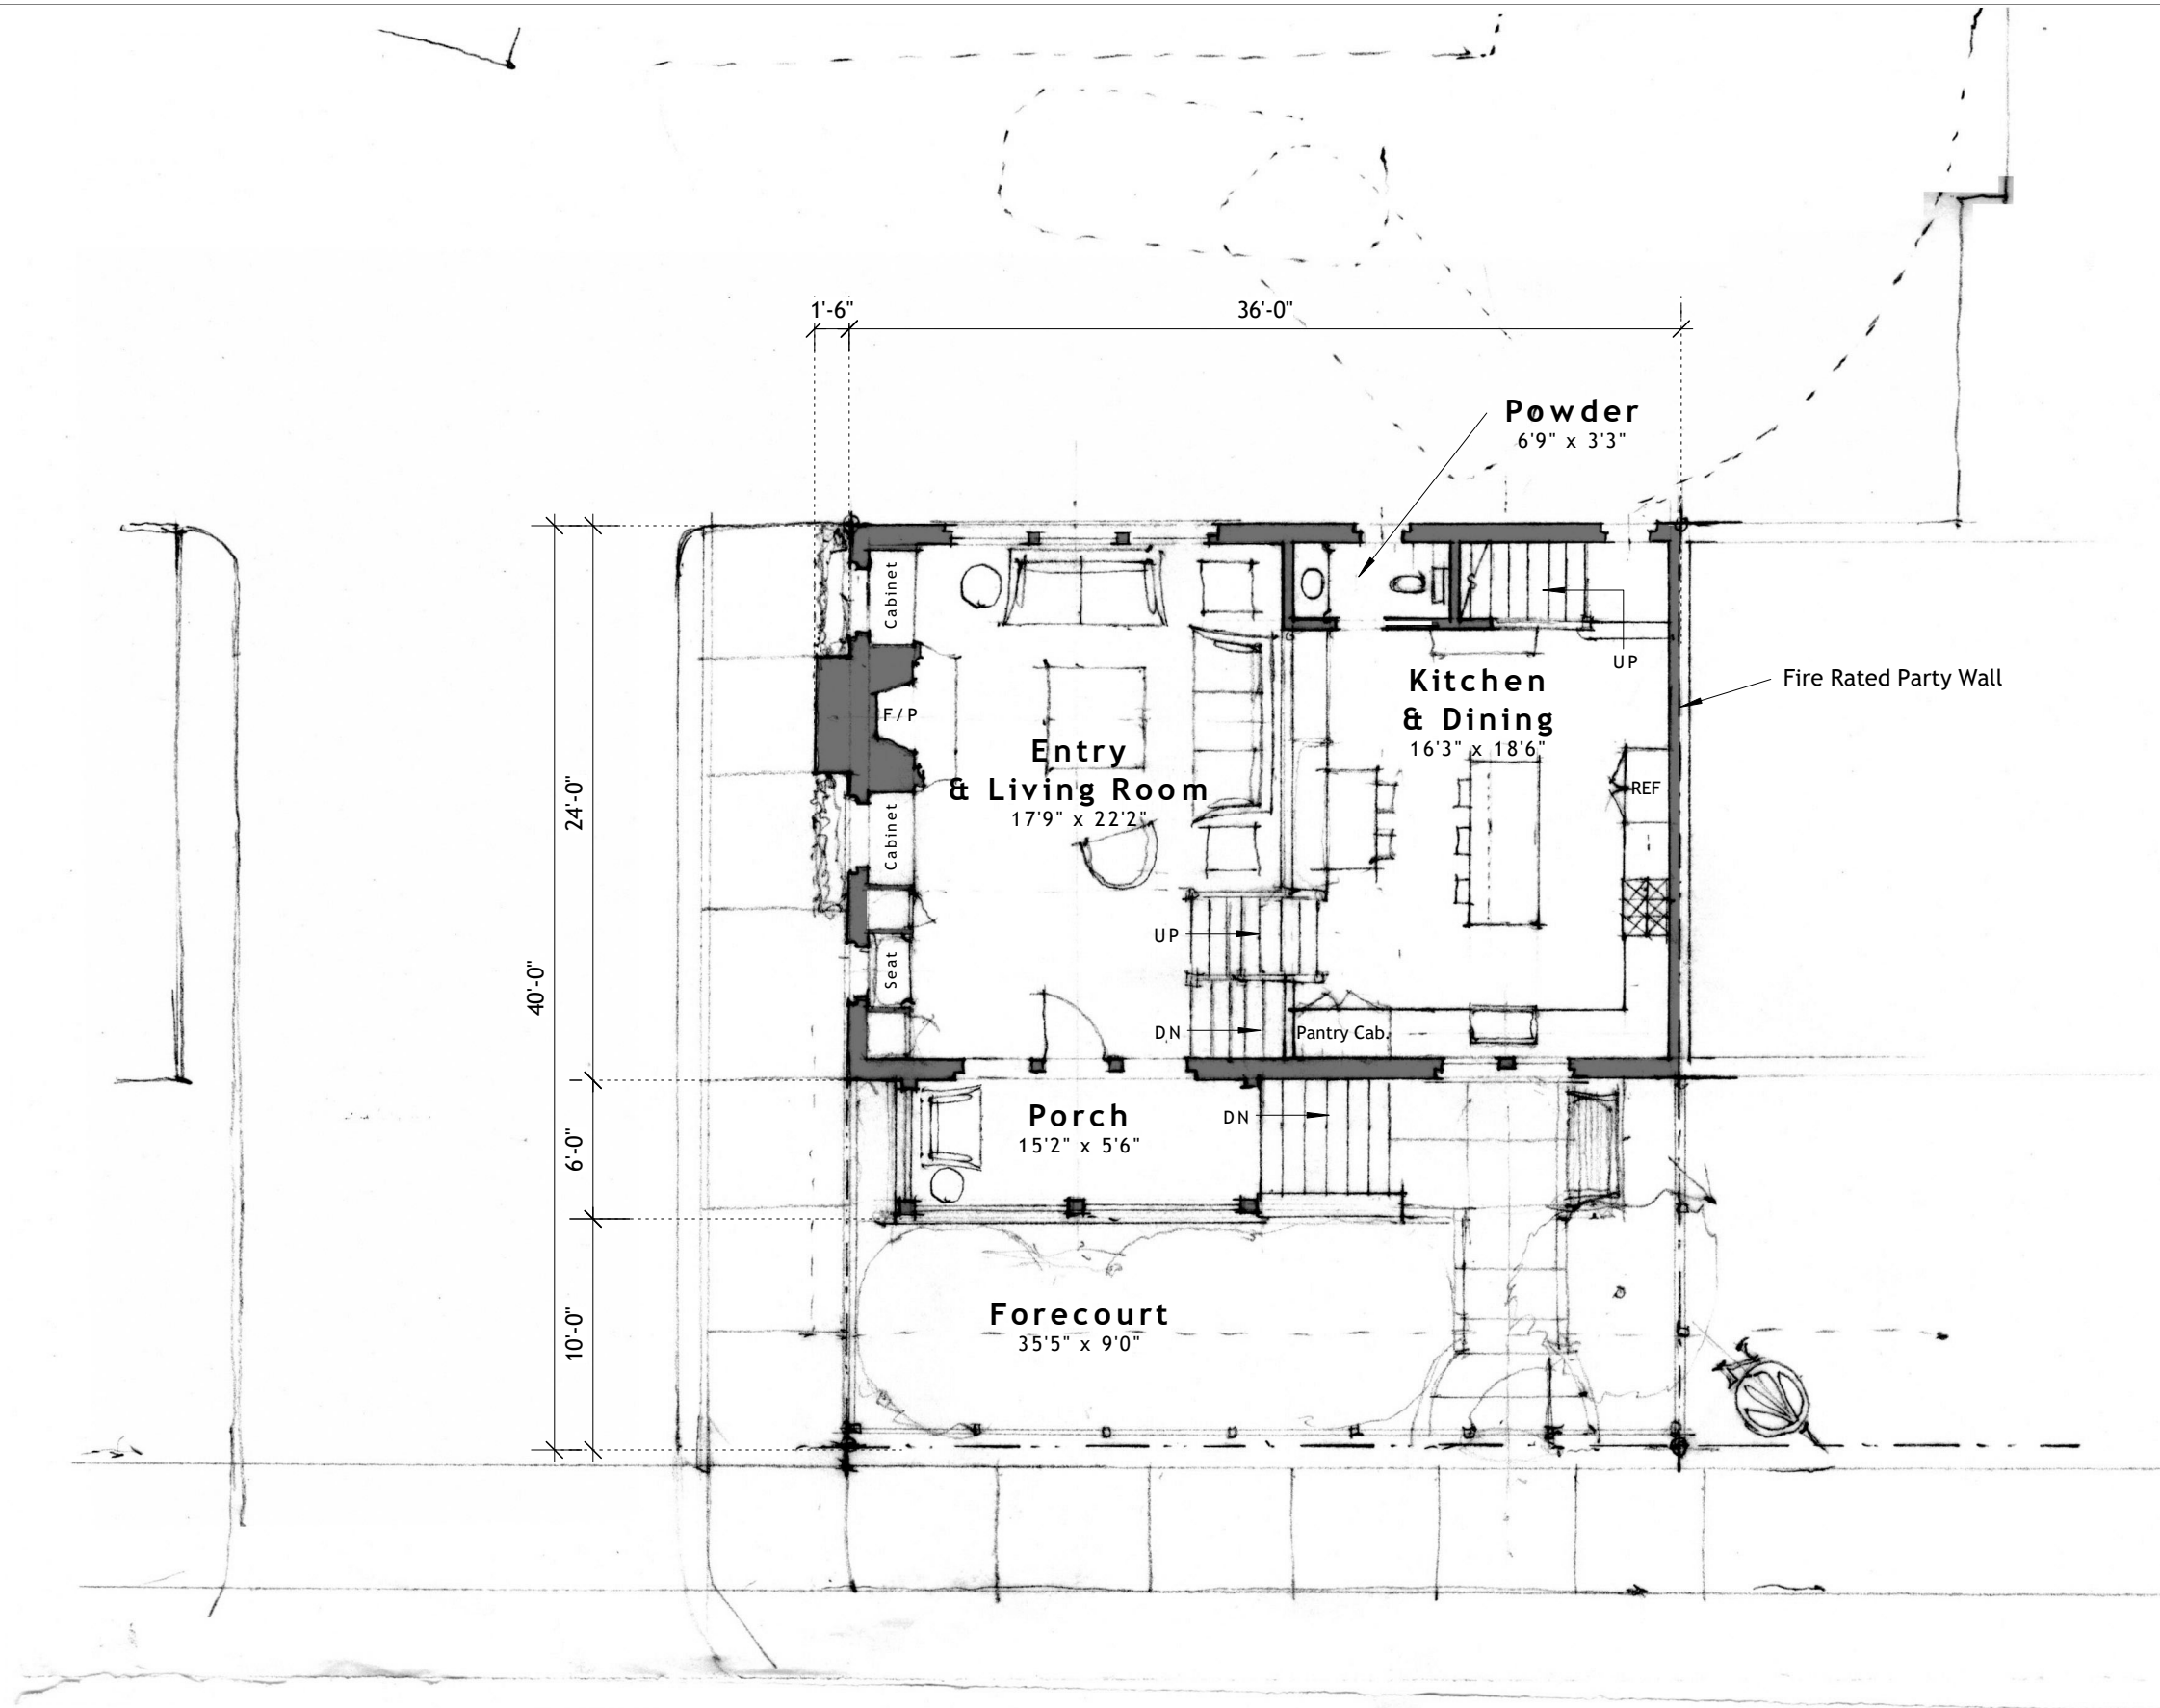 1'-6"
36'-0"
Powder
6'9" x 3'3"
Cabinet
UP
Kitchen
& Dining
16'3" x 18'6"
Fire Rated Party Wall
F/P
Entry
& Living Room
17'9" x 22'2"
REF
Cabinet
24'-0"
UP
Seat
40'-0"
DN
Pantry Cab.
Porch
15'2" x 5'6"
DN
6'-0"
Forecourt
35'5" x 9'0"
10'-0"